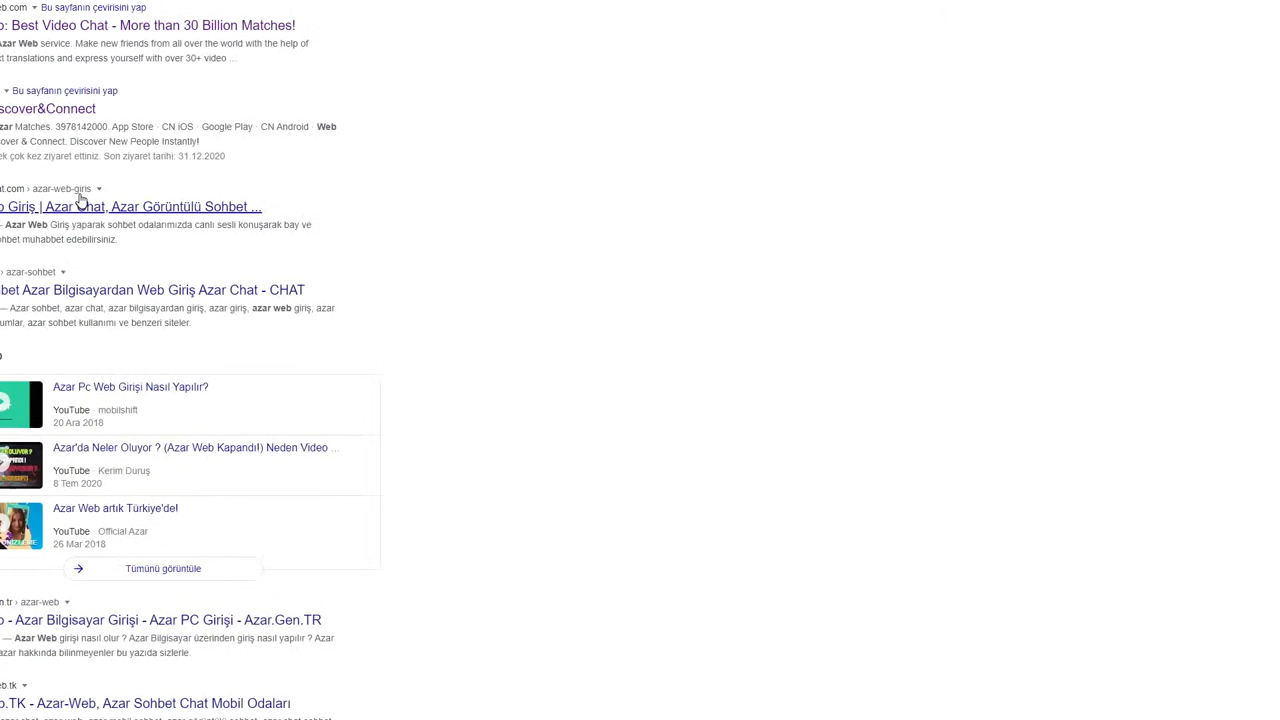 eb.com Bu sayfanın çevirisini yap
b: Best Video Chat - More than 30 Billion Matches!
Azar Web service. Make new friends from all over the world with the help of
xt translations and express yourself with over 30+ video ...
Bu sayfanın çevirisini yap
scover&Connect
zar Matches. 3978142000. App Store · CN iOS · Google Play · CN Android · Web
over & Connect. Discover New People Instantly!
ek çok kez ziyaret ettiniz. Son ziyaret tarihi: 31.12.2020
at.com › azar-web-giris
b Giriş | Azar Chat, Azar Görüntülü Sohbet ...
— Azar Web Giriş yaparak sohbet odalarımızda canlı sesli konuşarak bay ve
ohbet muhabbet edebilirsiniz.
› azar-sohbet
bet Azar Bilgisayardan Web Giriş Azar Chat - CHAT
— Azar sohbet, azar chat, azar bilgisayardan giriş, azar giriş, azar web giriş, azar
umlar, azar sohbet kullanımı ve benzeri siteler.
Azar Pc Web Girişi Nasıl Yapılır?
YouTube · mobilshift
20 Ara 2018
Azar'da Neler Oluyor ? (Azar Web Kapandı!) Neden Video ...
YouTube · Kerim Duruş
8 Tem 2020
Azar Web artık Türkiye'de!
YouTube · Official Azar
26 Mar 2018
Tümünü görüntüle
n.tr › azar-web
b - Azar Bilgisayar Girişi - Azar PC Girişi - Azar.Gen.TR
— Azar Web girişi nasıl olur ? Azar Bilgisayar üzerinden giriş nasıl yapılır ? Azar
azar hakkında bilinmeyenler bu yazıda sizlerle.
eb.tk
b.TK - Azar-Web, Azar Sohbet Chat Mobil Odaları